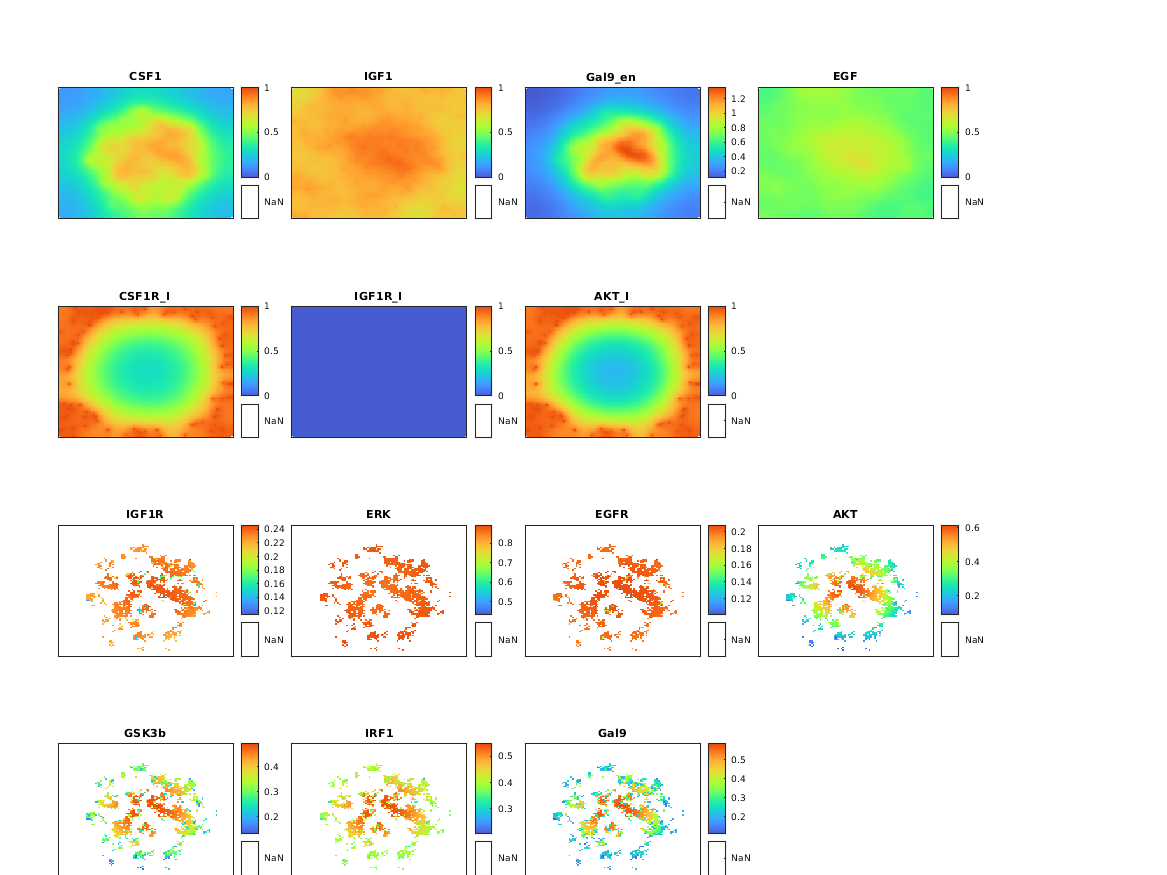 CSF1 IGF1 Gal9_en EGF
1 1 1.2 1
1
0.5 0.5 0.8 0.5
0.6
0.4
0 0 0.2 0
NaN NaN NaN NaN
CSF1R_I IGF1R_I AKT_I
1 1 1
0.5 0.5 0.5
0 0 0
NaN NaN NaN
IGF1R ERK EGFR AKT
0.24 0.2 0.6
0.22 0.8 0.18
0.2 0.7 0.16 0.4
0.18
0.16 0.6 0.14
0.14 0.12 0.2
0.12 0.5
NaN NaN NaN NaN
GSK3b IRF1 Gal9
0.4 0.5 0.5
0.3 0.4 0.4
0.3 0.3
0.2 0.2
NaN NaN NaN